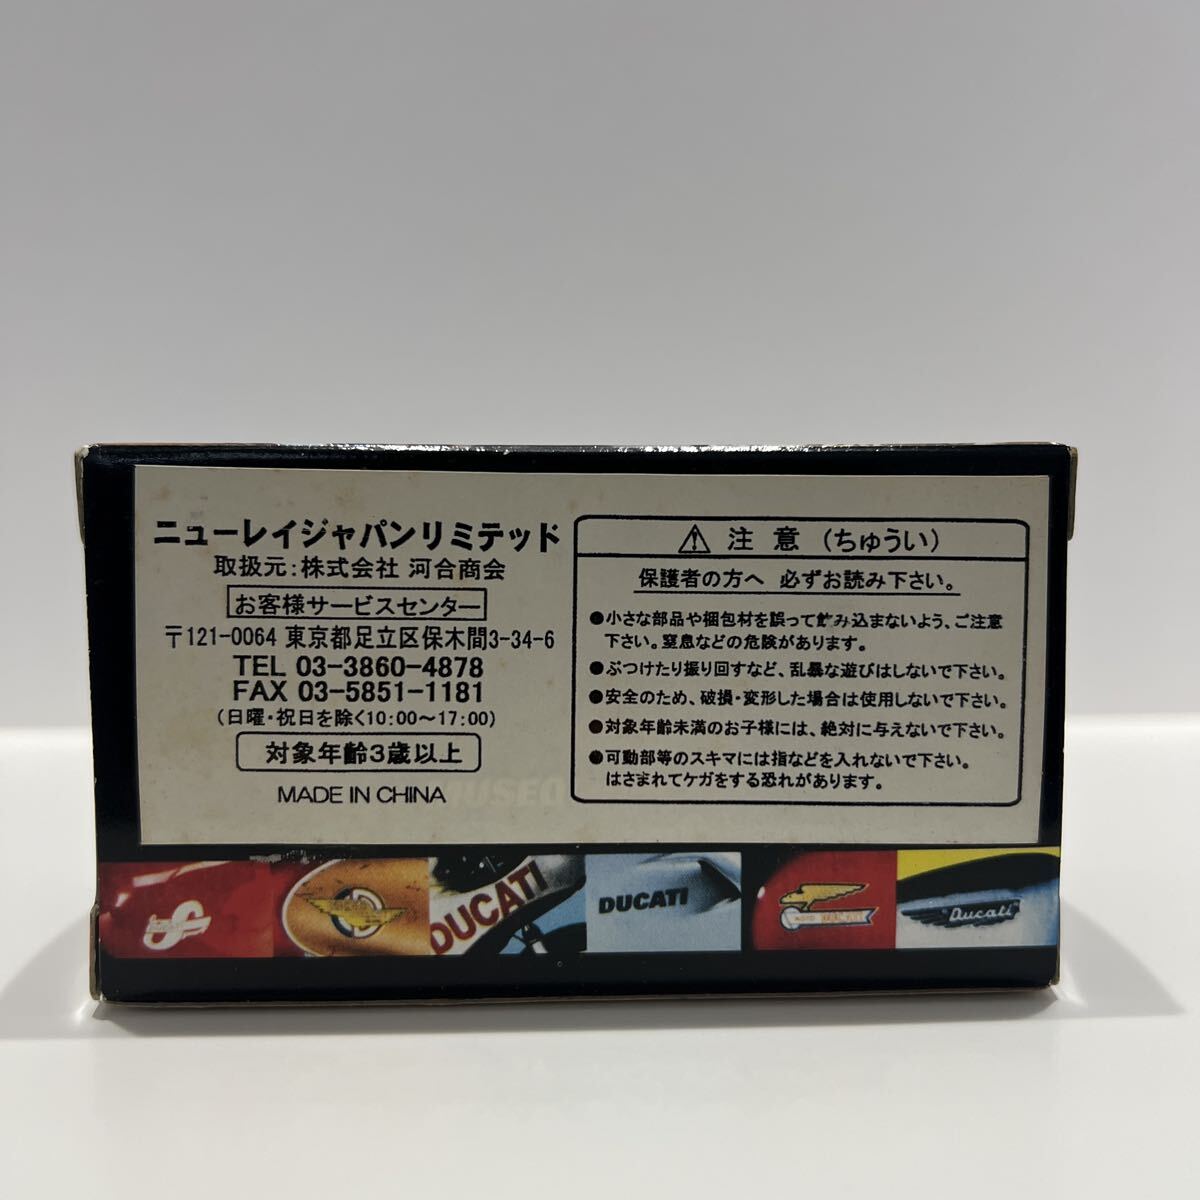 ニューレイジャパンリミテッド
取扱元:株式会社 河合商会
お客様サービスセンター
〒121-0064 東京都足立区保木間3-34-6
TEL 03-3860-4878
FAX 03-5851-1181
(日曜・祝日を除く10:00〜17:00)
対象年齢3歳以上
MADE IN CHINA
⚠ 注 意 (ちゅうい)
保護者の方へ 必ずお読み下さい。
●小さな部品や梱包材を誤って飲み込まないよう、ご注意
下さい。窒息などの危険があります。
●ぶつけたり振り回すなど、乱暴な遊びはしないで下さい。
●安全のため、破損・変形した場合は使用しないで下さい。
●対象年齢未満のお子様には、絶対に与えないで下さい。
●可動部等のスキマには指などを入れないで下さい。
はさまれてケガをする恐れがあります。
MUSEO
DUCATI
DUCATI
MOTO DUCATI
Ducati